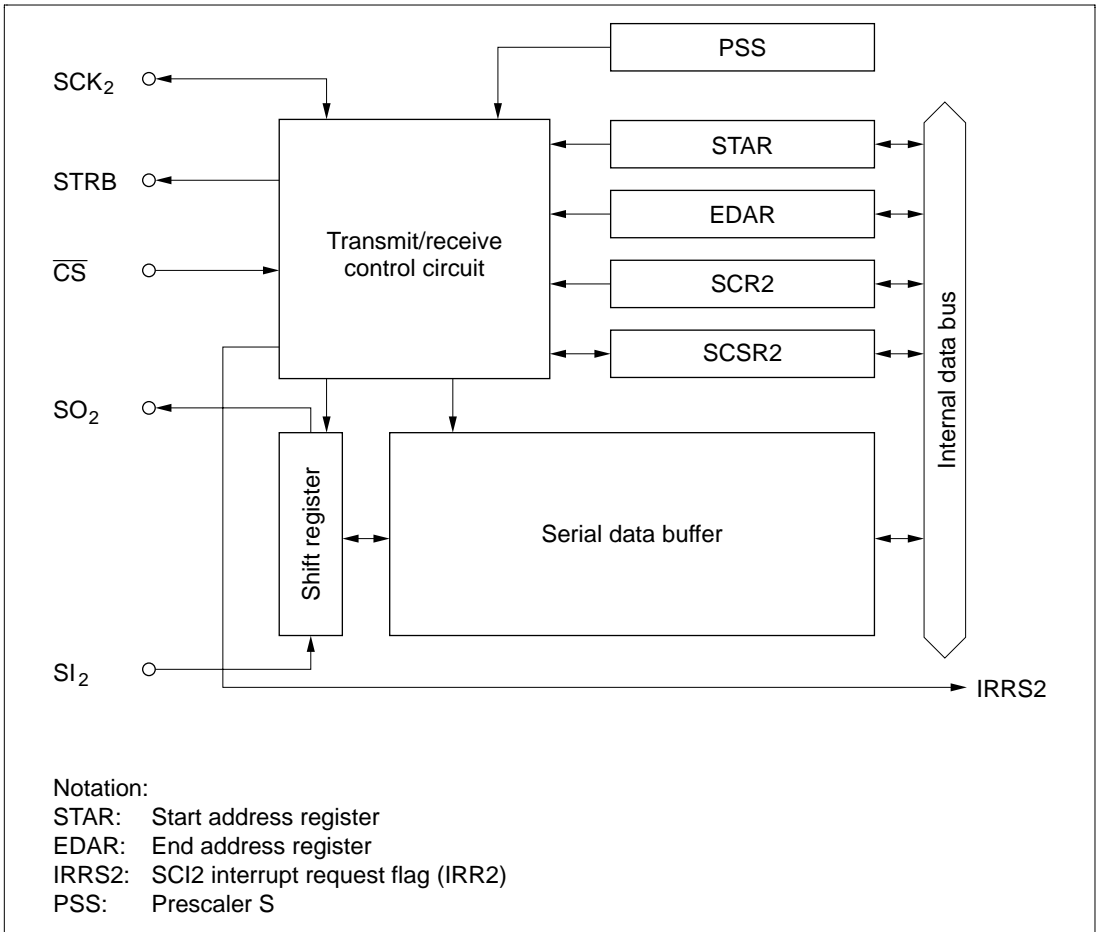 PSS
SCK₂
STAR
STRB
EDAR
Transmit/receive
control circuit
C̅S̅
SCR2
SCSR2
Internal data bus
SO₂
Shift register
Serial data buffer
SI₂
IRRS2
Notation:
STAR: Start address register
EDAR: End address register
IRRS2: SCI2 interrupt request flag (IRR2)
PSS: Prescaler S